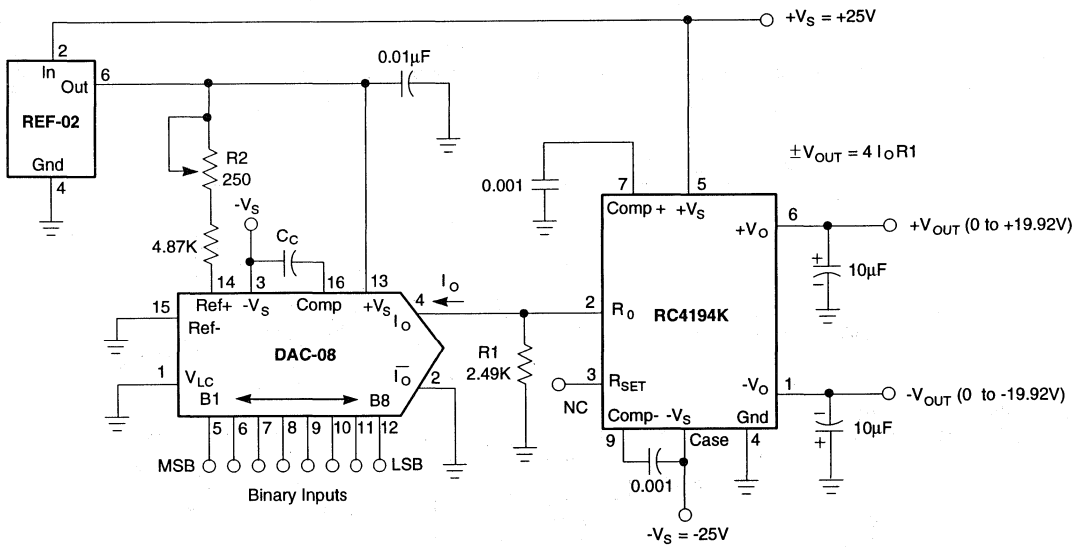 +VS = +25V
2
In
Out
6
REF-02
Gnd
4
0.01µF
R2
250
-VS
4.87K
CC
14
3
16
13
Ref+
-VS
Comp
+VS
15
Ref-
DAC-08
4
IO
IO
1
VLC
IO
2
B1
B8
5
6
7
8
9
10
11
12
MSB
LSB
Binary Inputs
R1
2.49K
0.001
±VOUT = 4 IO R1
7
5
Comp +
+VS
6
+VO
+VOUT (0 to +19.92V)
+
10µF
-
2
R0
RC4194K
3
RSET
NC
-VO
1
-VOUT (0 to -19.92V)
-
10µF
+
Comp-
-VS
Gnd
9
Case
4
0.001
-VS = -25V